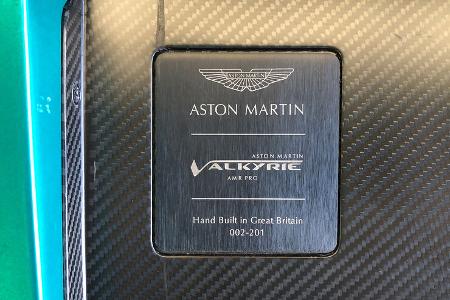 ASTON MARTIN
ASTON MARTIN
ASTON MARTIN
VALKYRIE
AMR PRO
Hand Built in Great Britain
002-201